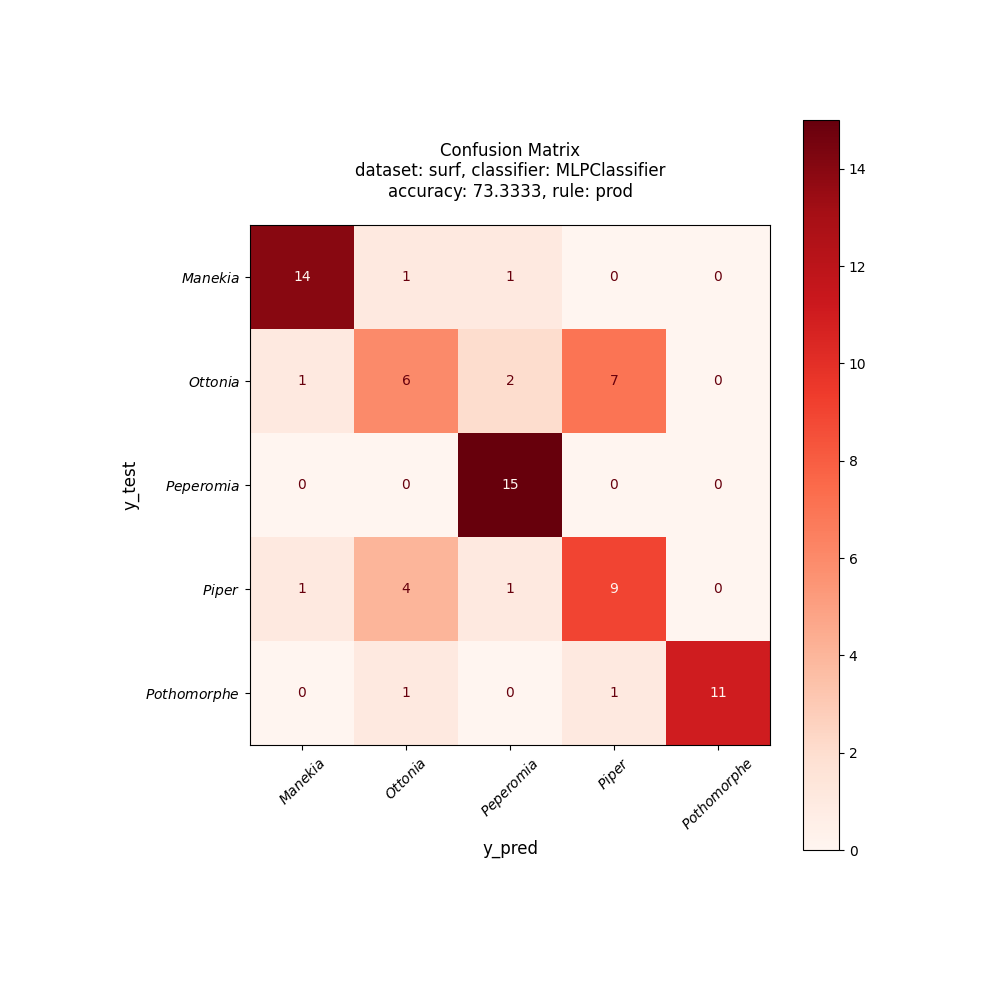 Confusion Matrix
dataset: surf, classifier: MLPClassifier
accuracy: 73.3333, rule: prod
Manekia 14 1 1 0 0
Ottonia 1 6 2 7 0
Peperomia 0 0 15 0 0
Piper 1 4 1 9 0
Pothomorphe 0 1 0 1 11
Manekia Ottonia Peperomia Piper Pothomorphe
y_test
y_pred
14
12
10
8
6
4
2
0